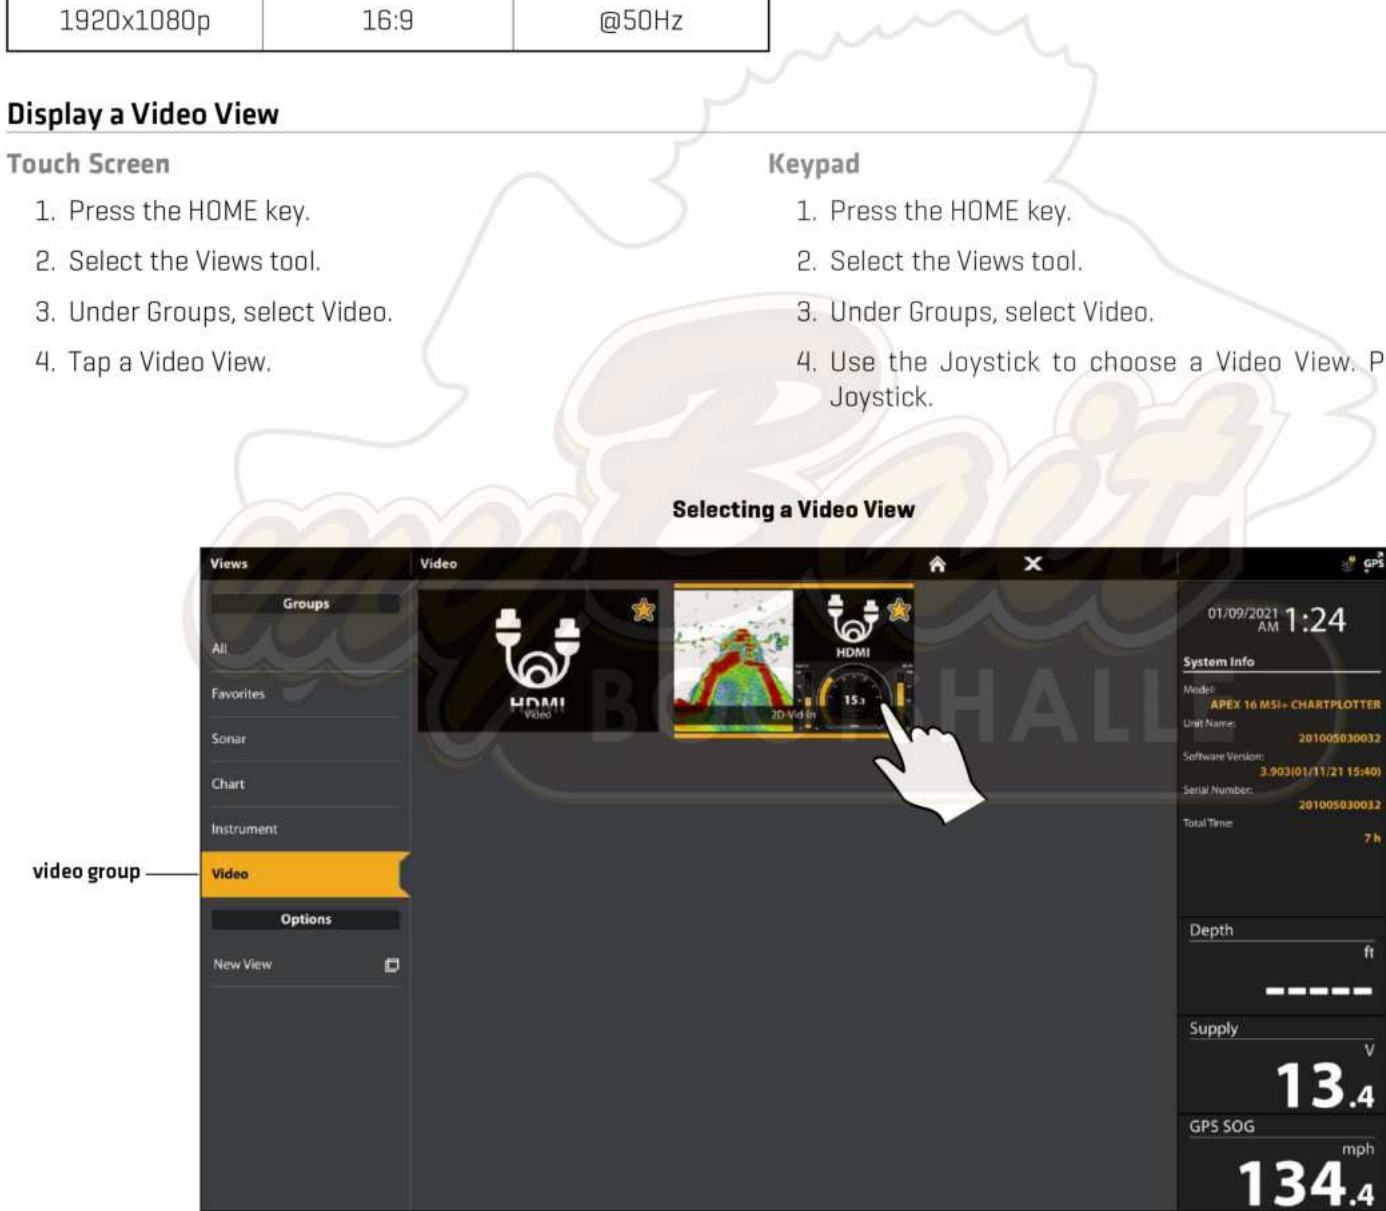 1920x1080p 16:9 @50Hz
Display a Video View
Touch Screen
1. Press the HOME key.
2. Select the Views tool.
3. Under Groups, select Video.
4. Tap a Video View.
Keypad
1. Press the HOME key.
2. Select the Views tool.
3. Under Groups, select Video.
4. Use the Joystick to choose a Video View. P
Joystick.
Selecting a Video View
Views
Video
GPS
Groups
All
Favorites
Sonar
Chart
Instrument
video group
Video
Options
New View
HDMI
Video
HDMI
15.3
2D-Vid-In
01/09/2021 1:24
AM
System Info
Model:
APEX 16 MSI+ CHARTPLOTTER
Unit Name:
201005030032
Software Version:
3.903(01/11/21 15:40)
Serial Number:
201005030032
Total Time:
7 h
Depth
ft
-----
Supply
V
13.4
GPS SOG
mph
134.4
myBait
BOOTSHALLE